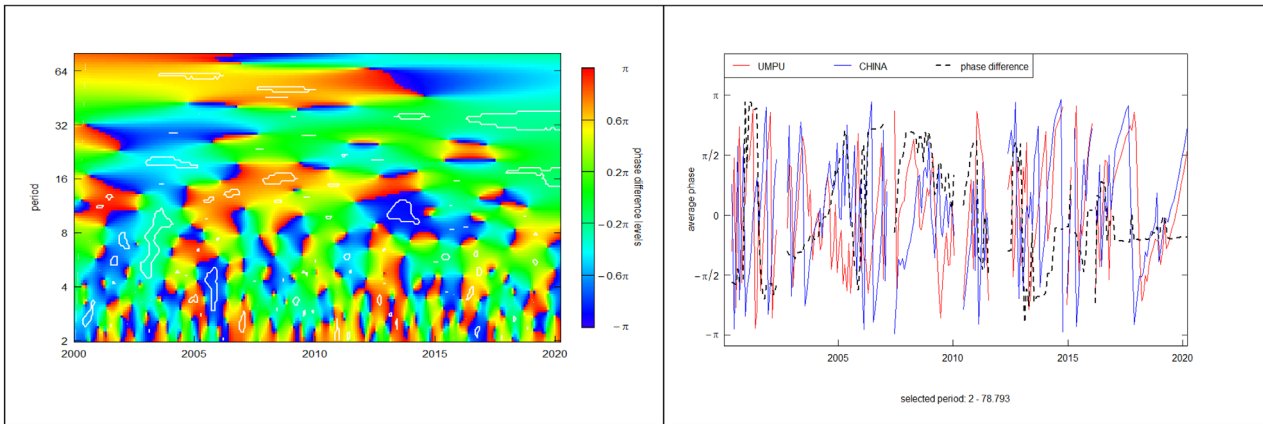 period
64
32
16
8
4
2
2000
2005
2010
2015
2020
π
0.6π
0.2π
−0.2π
−0.6π
−π
phase difference levels
UMPU CHINA phase difference
average phase
π
π/2
0
−π/2
−π
2005
2010
2015
2020
selected period: 2 - 78.793